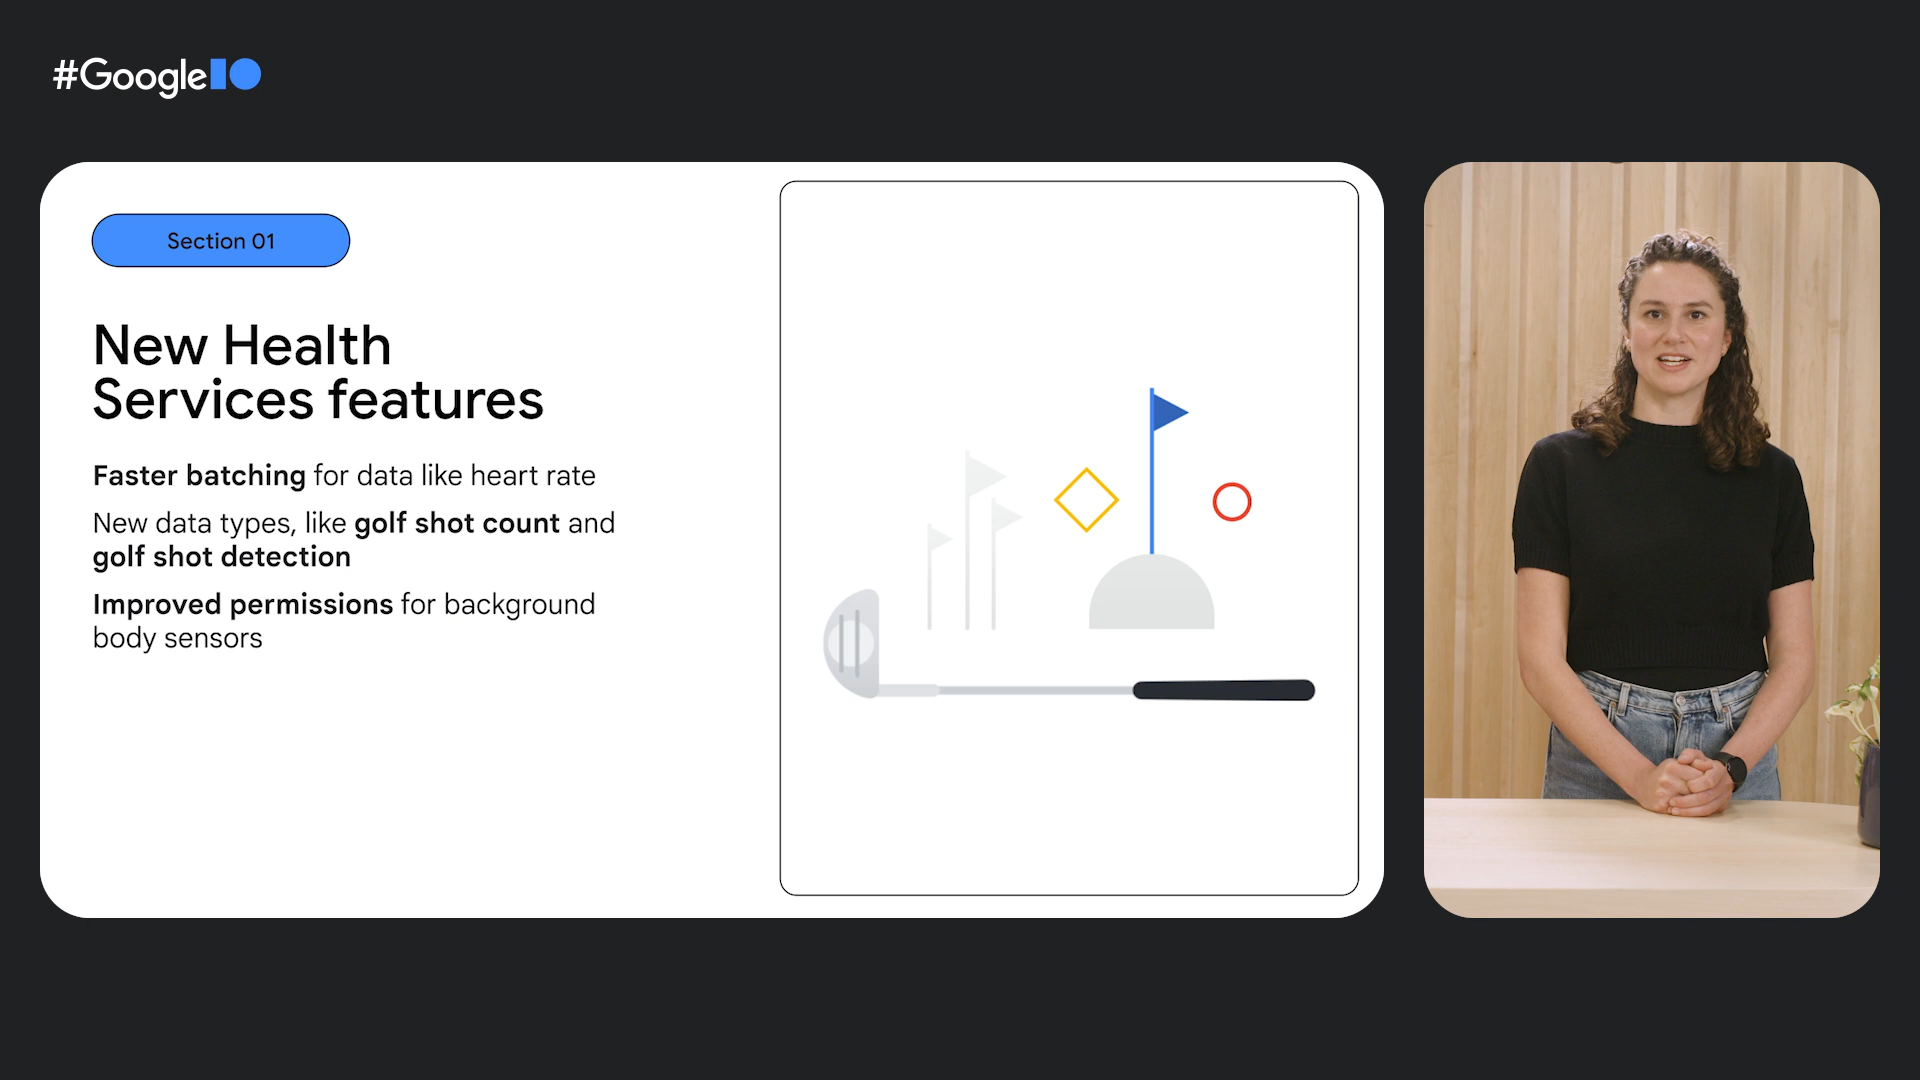 #GoogleIO
Section 01
New Health
Services features
Faster batching for data like heart rate
New data types, like golf shot count and
golf shot detection
Improved permissions for background
body sensors